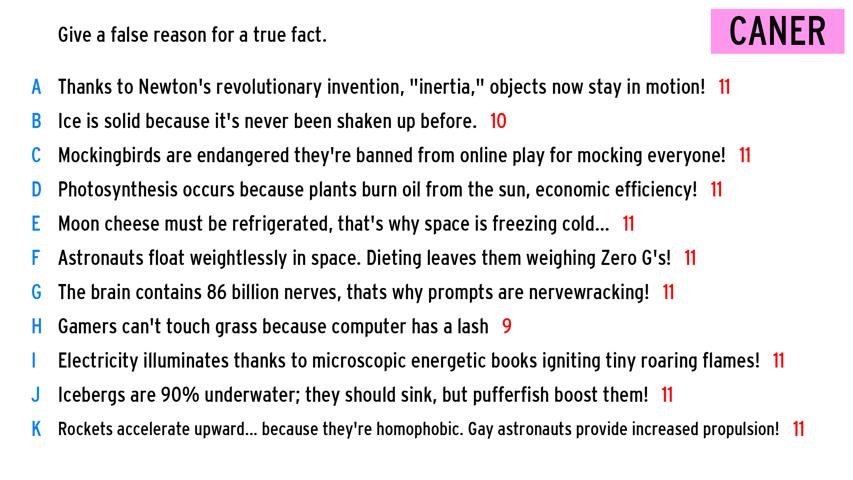 Give a false reason for a true fact.
CANER
A Thanks to Newton's revolutionary invention, "inertia," objects now stay in motion! 11
B Ice is solid because it's never been shaken up before. 10
C Mockingbirds are endangered they're banned from online play for mocking everyone! 11
D Photosynthesis occurs because plants burn oil from the sun, economic efficiency! 11
E Moon cheese must be refrigerated, that's why space is freezing cold... 11
F Astronauts float weightlessly in space. Dieting leaves them weighing Zero G's! 11
G The brain contains 86 billion nerves, thats why prompts are nervewracking! 11
H Gamers can't touch grass because computer has a lash 9
I Electricity illuminates thanks to microscopic energetic books igniting tiny roaring flames! 11
J Icebergs are 90% underwater; they should sink, but pufferfish boost them! 11
K Rockets accelerate upward... because they're homophobic. Gay astronauts provide increased propulsion! 11